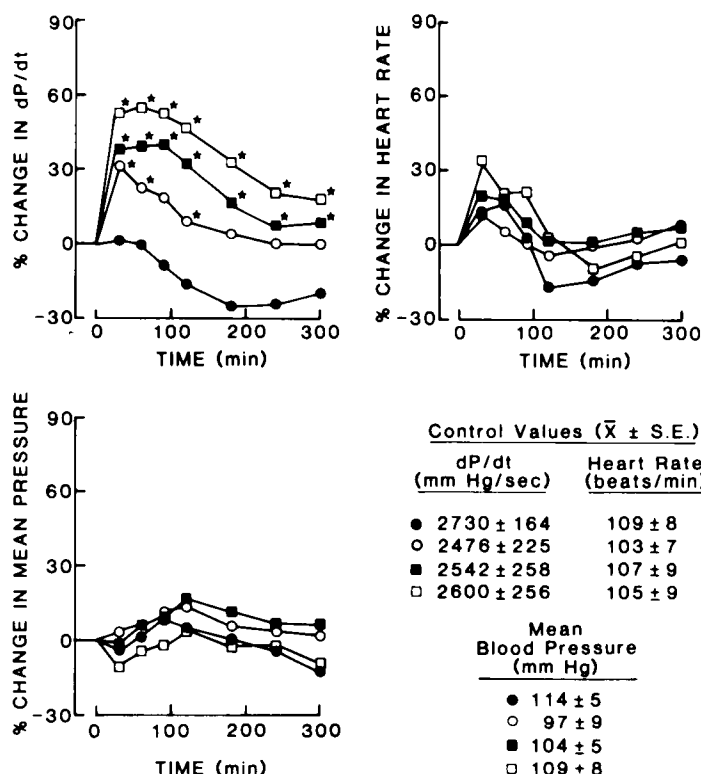 % CHANGE IN dP/dt
90
60
30
0
-30
0 100 200 300
TIME (min)
% CHANGE IN HEART RATE
90
60
30
0
-30
0 100 200 300
TIME (min)
% CHANGE IN MEAN PRESSURE
90
60
30
0
-30
0 100 200 300
TIME (min)
Control Values (X̄ ± S.E.)
dP/dt Heart Rate
(mm Hg/sec) (beats/min)
● 2730 ± 164 109 ± 8
○ 2476 ± 225 103 ± 7
■ 2542 ± 258 107 ± 9
□ 2600 ± 256 105 ± 9
Mean
Blood Pressure
(mm Hg)
● 114 ± 5
○ 97 ± 9
■ 104 ± 5
□ 109 ± 8